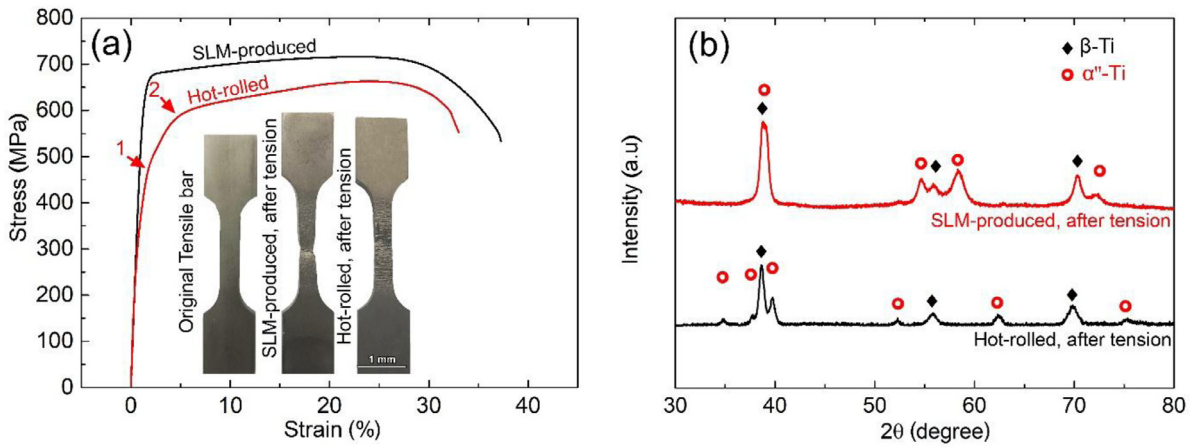 (a)
800
700
600
500
400
300
200
100
0
Stress (MPa)
SLM-produced
Hot-rolled
2
1
Original Tensile bar
SLM-produced, after tension
Hot-rolled, after tension
1 mm
0 10 20 30 40
Strain (%)
(b)
β-Ti
α"-Ti
Intensity (a.u)
SLM-produced, after tension
Hot-rolled, after tension
30 40 50 60 70 80
2θ (degree)